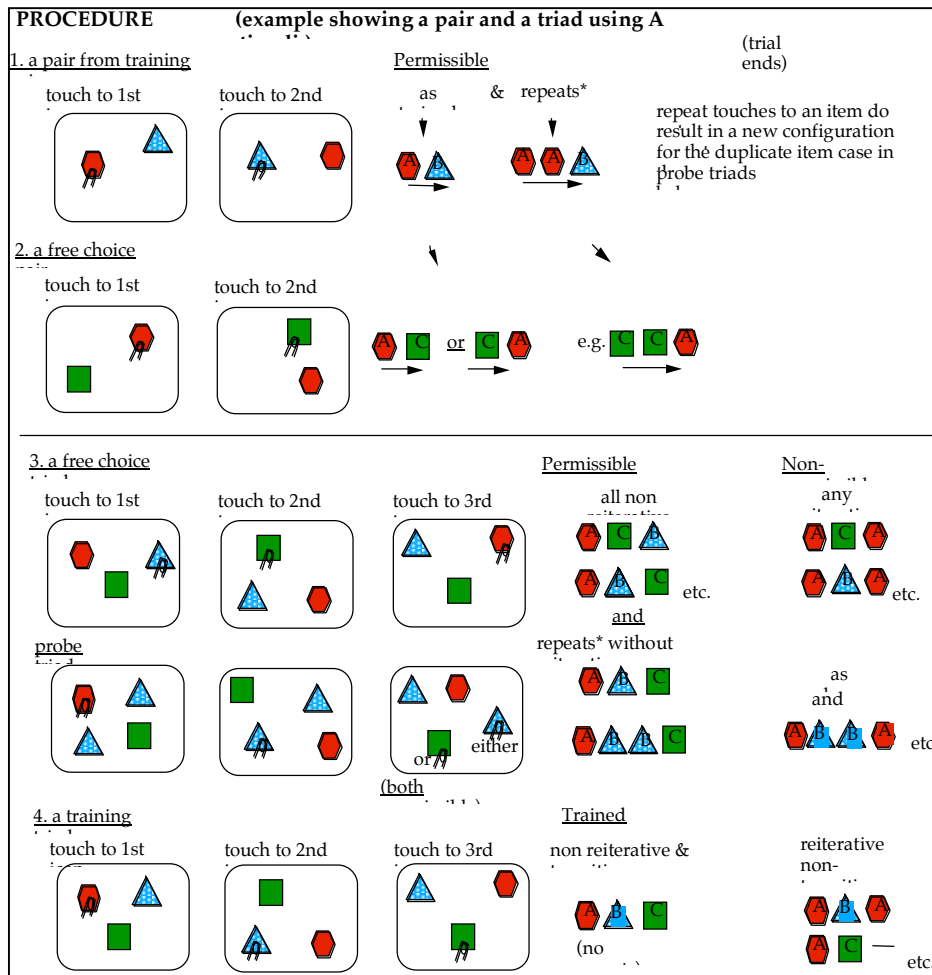 PROCEDURE (example showing a pair and a triad using A
(trial
ends)
1. a pair from training
Permissible
touch to 1st
touch to 2nd
as & repeats*
A B
A A B
repeat touches to an item do
result in a new configuration
for the duplicate item case in
probe triads
2. a free choice
touch to 1st
touch to 2nd
A C or C A
e.g. C C A
3. a free choice
Permissible
Non-
touch to 1st
touch to 2nd
touch to 3rd
all non
any
A C B
A C A
A B C etc.
A B A etc.
and
probe
repeats* without
A B C
as
and
either
or
A B B C
A B B A etc
(both
4. a training
Trained
touch to 1st
touch to 2nd
touch to 3rd
non reiterative &
reiterative
non-
A B C
A B A
(no
A C
etc.